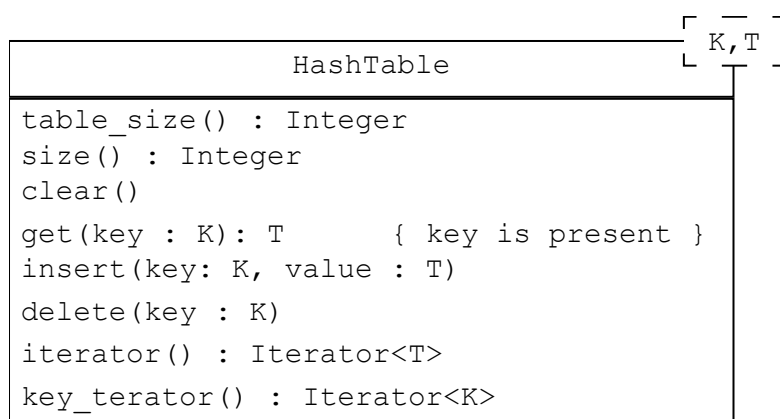 K,T
HashTable
table_size() : Integer
size() : Integer
clear()
get(key : K): T { key is present }
insert(key: K, value : T)
delete(key : K)
iterator() : Iterator<T>
key_terator() : Iterator<K>